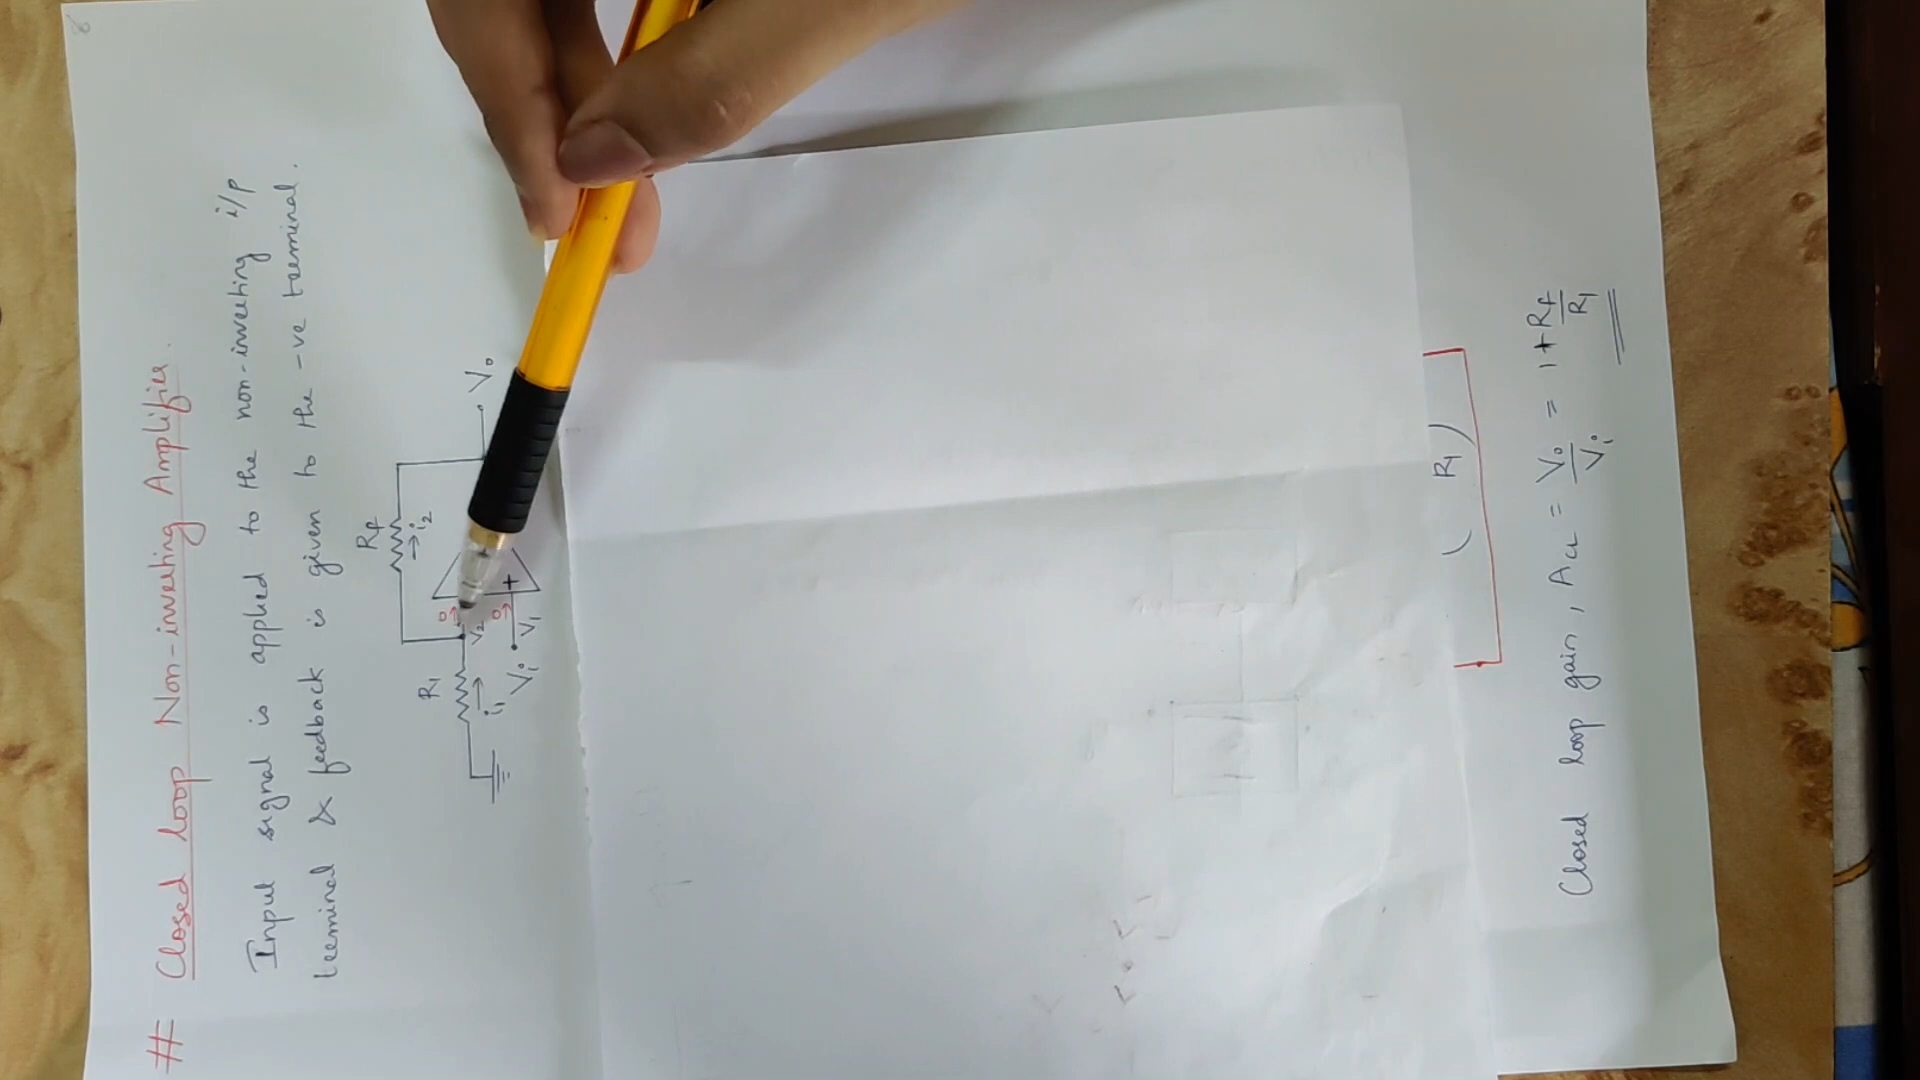 # Closed Loop Non-inverting Amplifier.
Input signal is applied to the non-inverting i/p
terminal & feedback is given to the -ve terminal.
Rf
→i2
R1
i1
0
V2
0
+
Vi V1
Vo
( R1 )
Closed loop gain, ACL = Vo/Vi = 1+Rf/R1